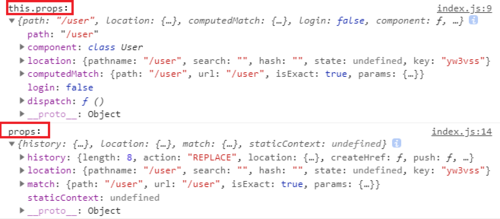 this.props: index.js:9
▼{path: "/user", location: {…}, computedMatch: {…}, login: false, component: ƒ, …} i
path: "/user"
▶ component: class User
▶ location: {pathname: "/user", search: "", hash: "", state: undefined, key: "yw3vss"}
▶ computedMatch: {path: "/user", url: "/user", isExact: true, params: {…}}
login: false
▶ dispatch: ƒ ()
▶ __proto__: Object
props: index.js:14
▼{history: {…}, location: {…}, match: {…}, staticContext: undefined} i
▶ history: {length: 8, action: "REPLACE", location: {…}, createHref: ƒ, push: ƒ, …}
▶ location: {pathname: "/user", search: "", hash: "", state: undefined, key: "yw3vss"}
▶ match: {path: "/user", url: "/user", isExact: true, params: {…}}
staticContext: undefined
▶ __proto__: Object